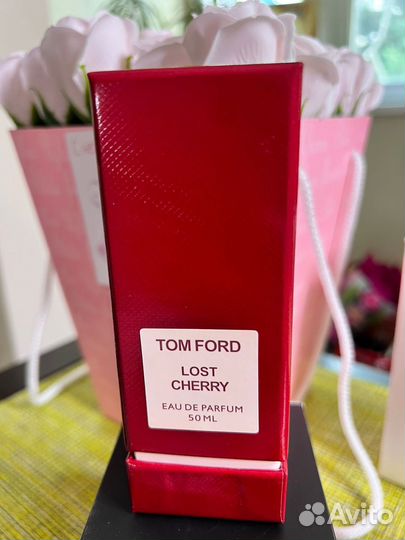 TOM FORD
LOST
CHERRY
EAU DE PARFUM
50 ML
Avito